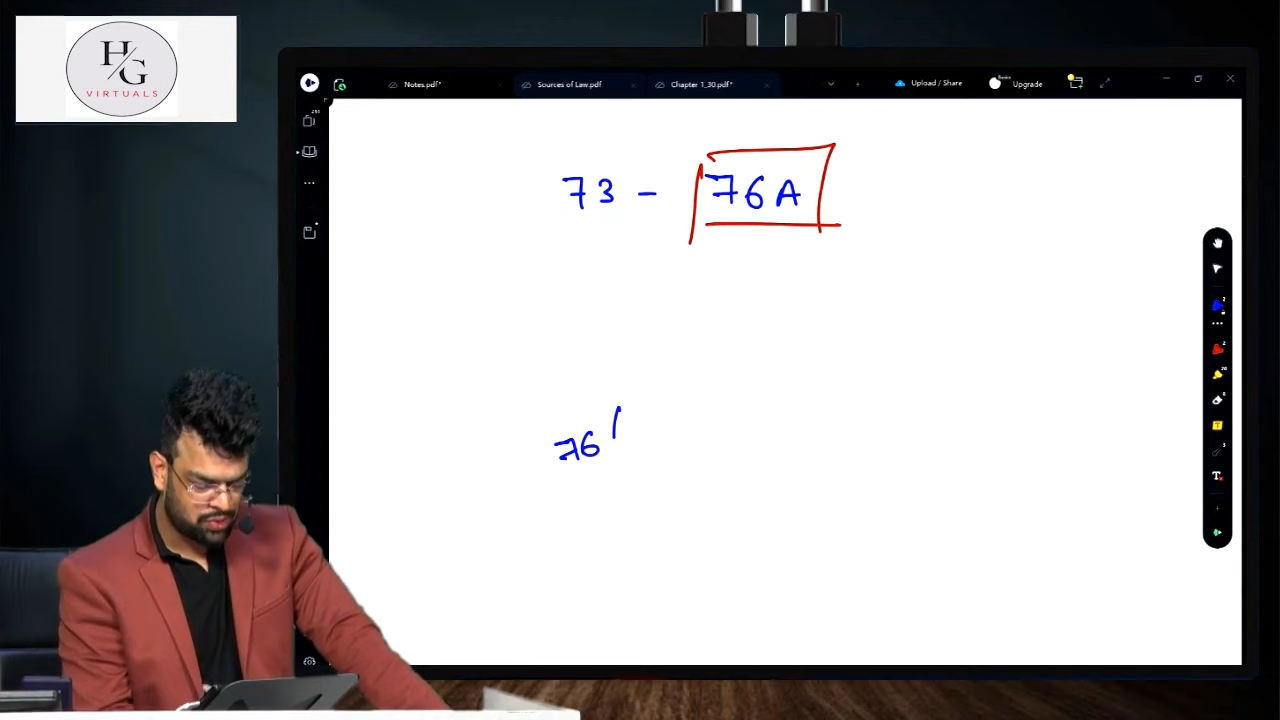 H/G
VIRTUALS
Notes.pdf*
Sources of Law.pdf
Chapter 1_30.pdf*
Upload / Share
Upgrade
73 - 76A
76